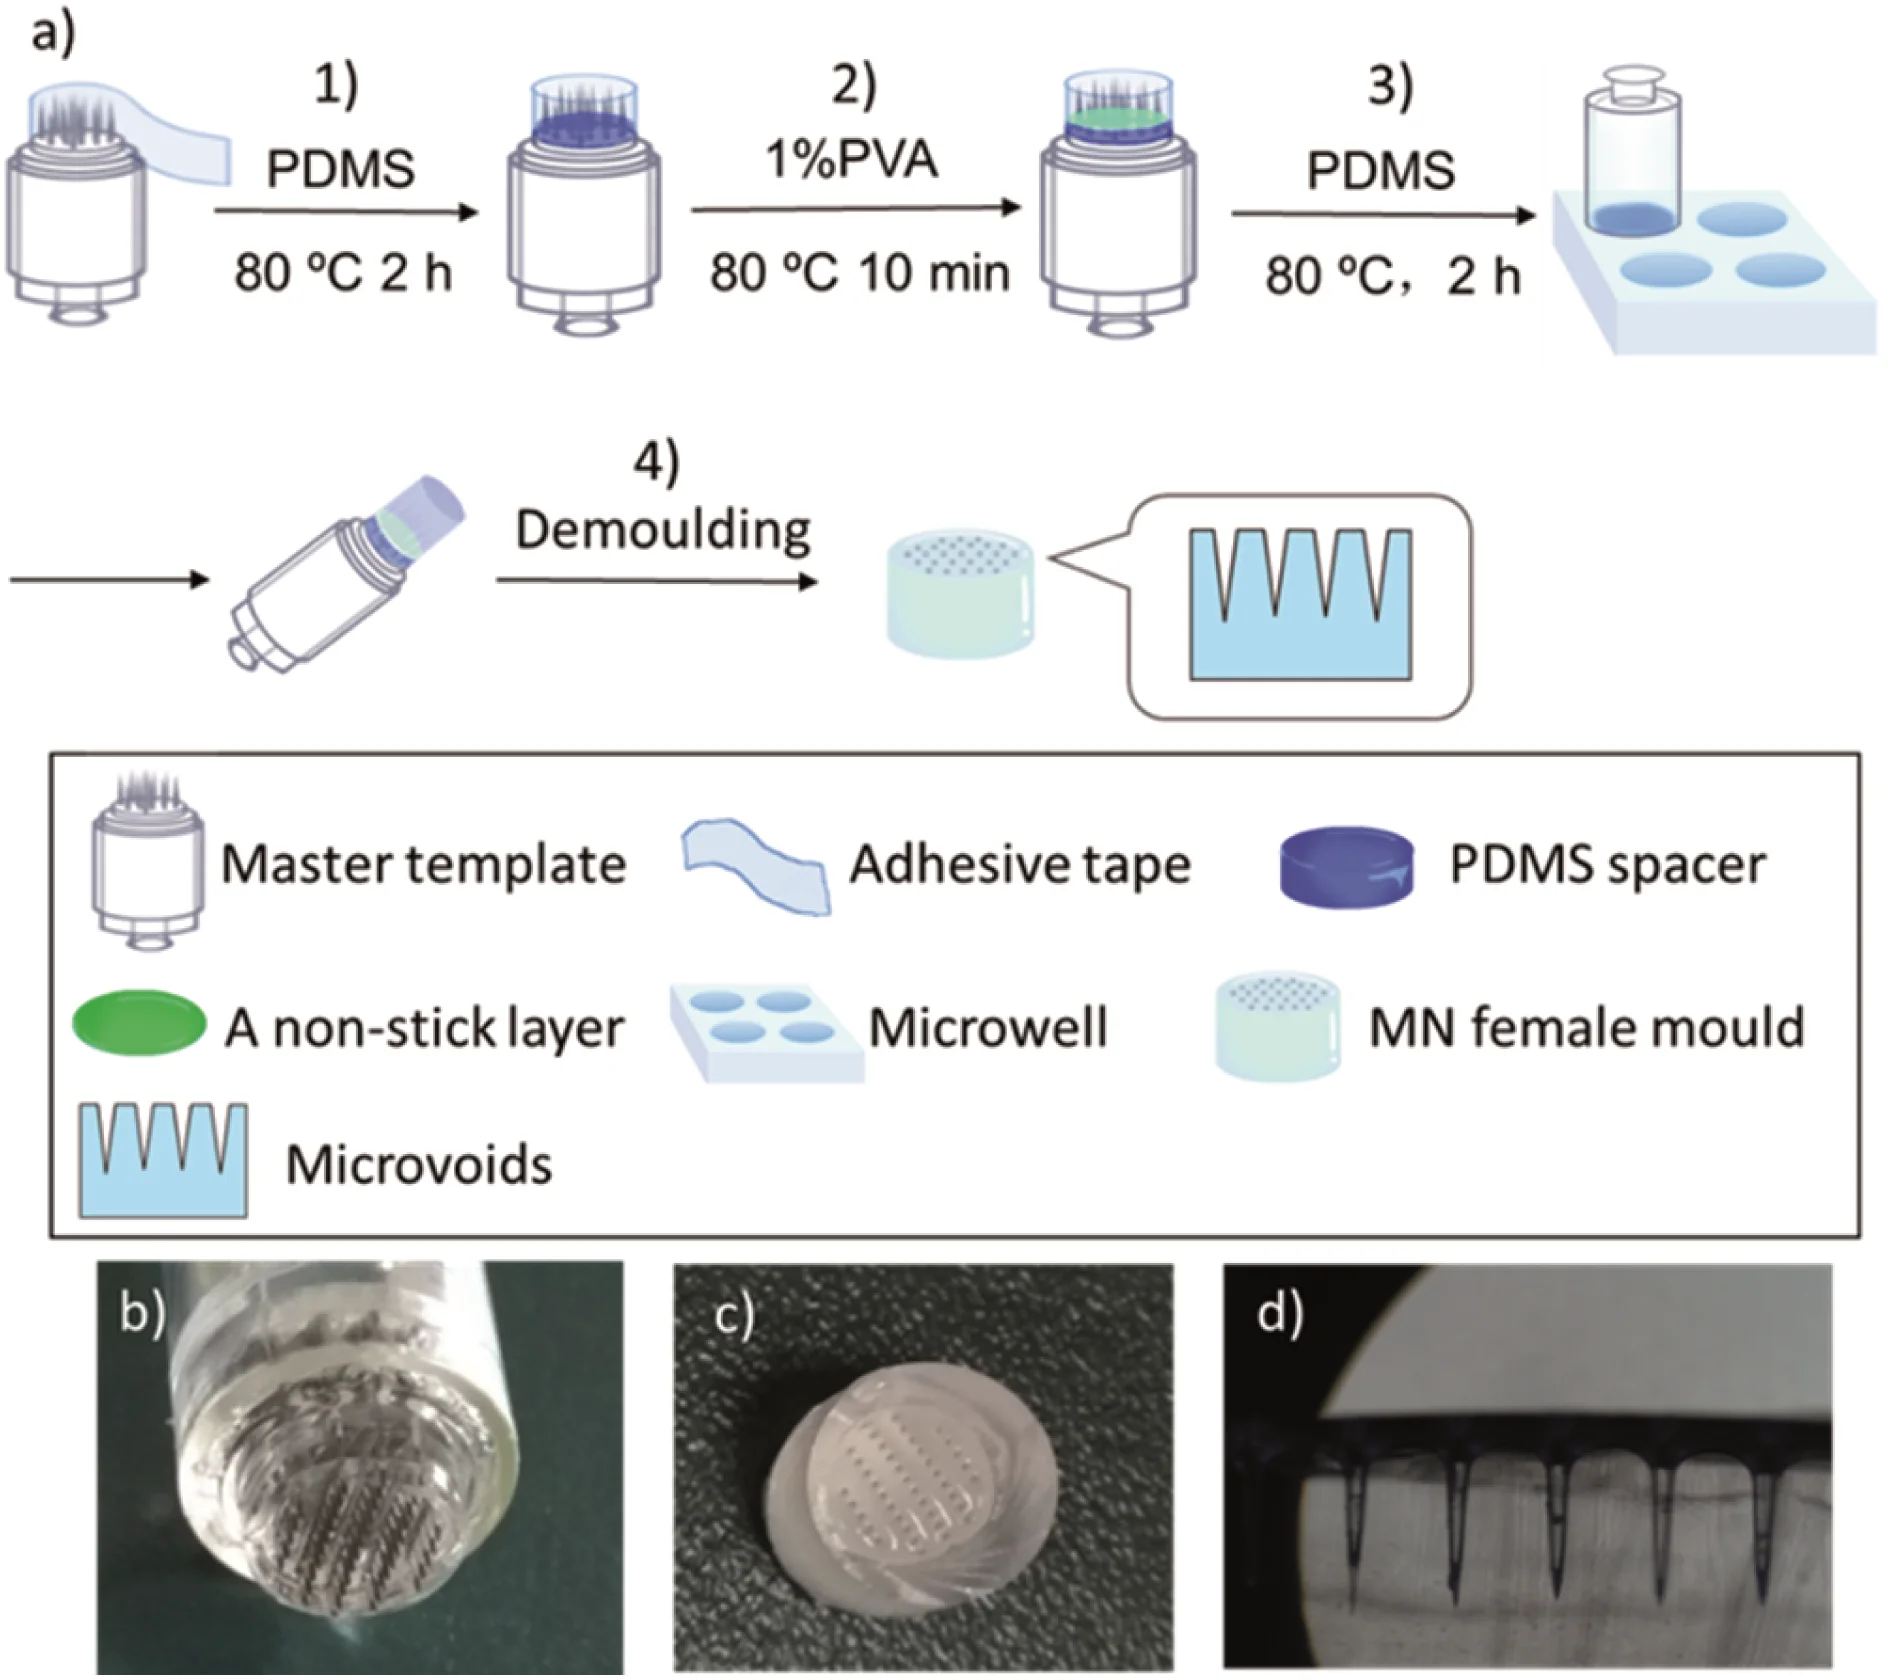 a)
1)
PDMS
80 ºC 2 h
2)
1%PVA
80 ºC 10 min
3)
PDMS
80 ºC, 2 h
4)
Demoulding
Master template
Adhesive tape
PDMS spacer
A non-stick layer
Microwell
MN female mould
Microvoids
b)
c)
d)